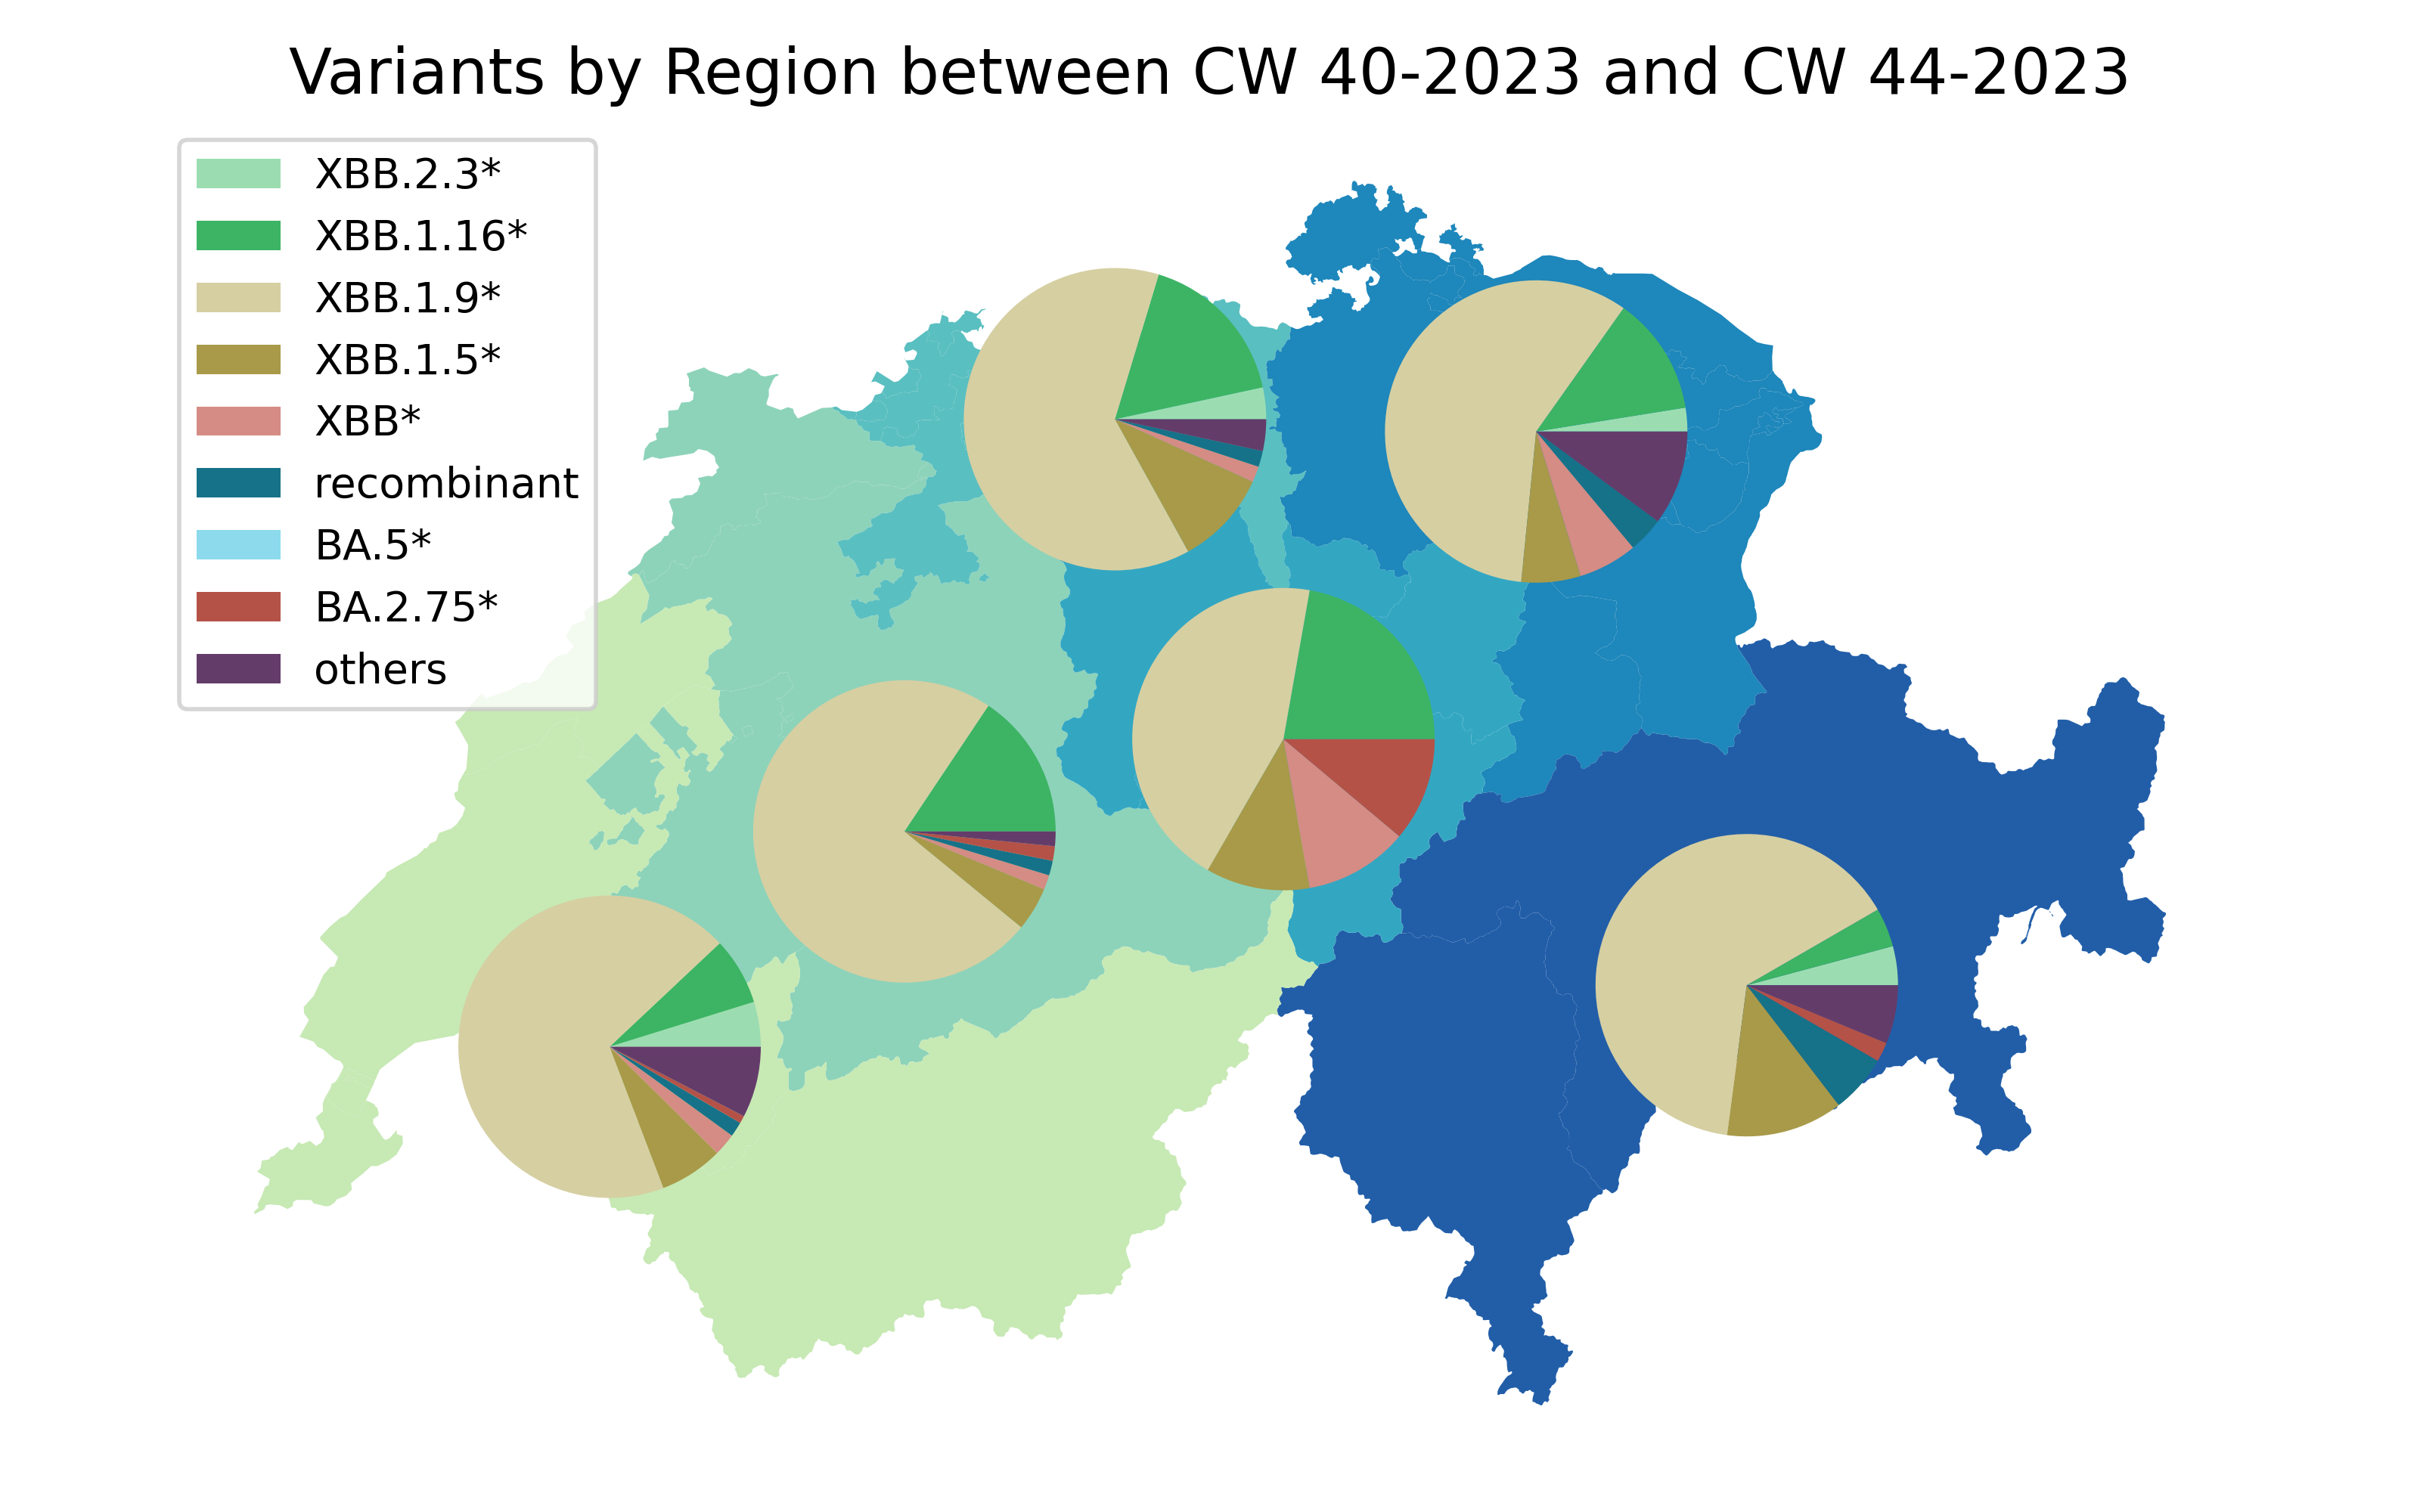 Variants by Region between CW 40-2023 and CW 44-2023
XBB.2.3*
XBB.1.16*
XBB.1.9*
XBB.1.5*
XBB*
recombinant
BA.5*
BA.2.75*
others